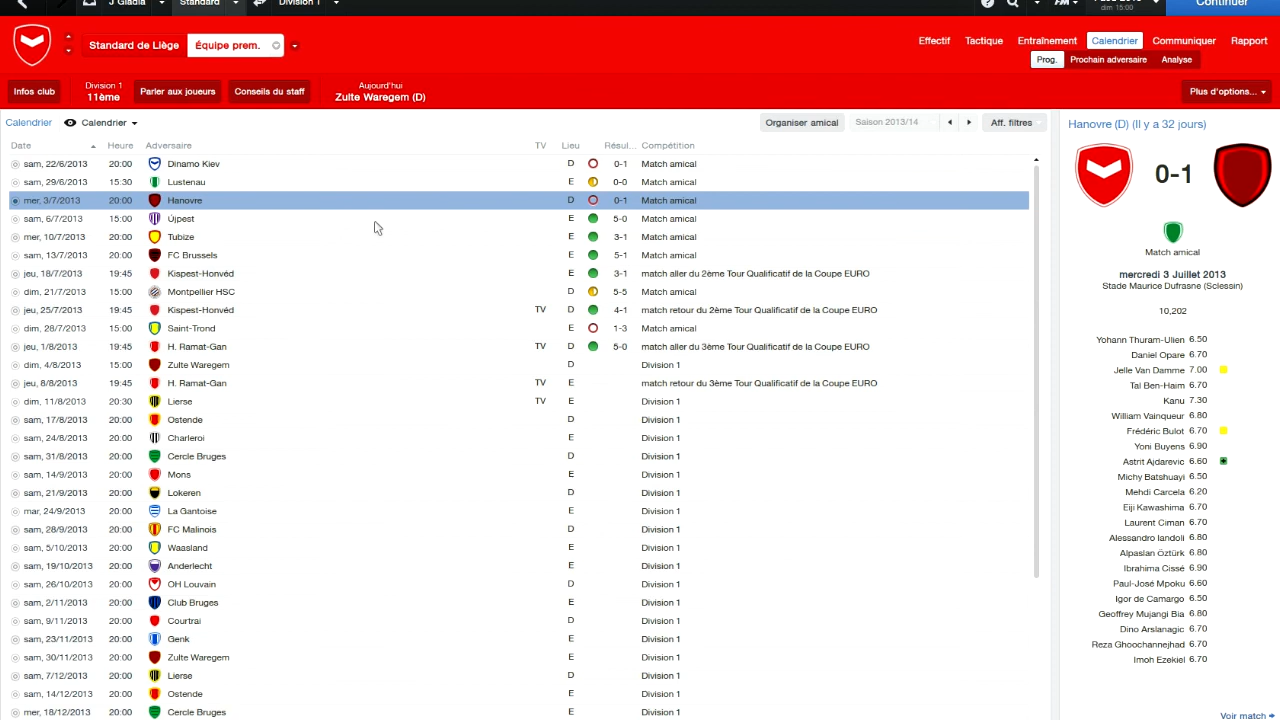 J Gladia Standard Division 1 dim 15:00 Continuer
Standard de Liège Équipe prem. Effectif Tactique Entraînement Calendrier Communiquer Rapport
Prog. Prochain adversaire Analyse
Infos club Division 1 11ème Parler aux joueurs Conseils du staff Aujourd'hui Zulte Waregem (D) Plus d'options...
Calendrier Calendrier Organiser amical Saison 2013/14 Aff. filtres
Date Heure Adversaire TV Lieu Résul... Compétition
sam, 22/6/2013 20:00 Dinamo Kiev D 0-1 Match amical
sam, 29/6/2013 15:30 Lustenau E 0-0 Match amical
mer, 3/7/2013 20:00 Hanovre D 0-1 Match amical
sam, 6/7/2013 15:00 Újpest E 5-0 Match amical
mer, 10/7/2013 20:00 Tubize E 3-1 Match amical
sam, 13/7/2013 20:00 FC Brussels E 5-1 Match amical
jeu, 18/7/2013 19:45 Kispest-Honvéd E 3-1 match aller du 2ème Tour Qualificatif de la Coupe EURO
dim, 21/7/2013 15:00 Montpellier HSC D 5-5 Match amical
jeu, 25/7/2013 19:45 Kispest-Honvéd TV D 4-1 match retour du 2ème Tour Qualificatif de la Coupe EURO
dim, 28/7/2013 15:00 Saint-Trond E 1-3 Match amical
jeu, 1/8/2013 19:45 H. Ramat-Gan TV D 5-0 match aller du 3ème Tour Qualificatif de la Coupe EURO
dim, 4/8/2013 15:00 Zulte Waregem D Division 1
jeu, 8/8/2013 19:45 H. Ramat-Gan TV E match retour du 3ème Tour Qualificatif de la Coupe EURO
dim, 11/8/2013 20:30 Lierse TV E Division 1
sam, 17/8/2013 20:00 Ostende D Division 1
sam, 24/8/2013 20:00 Charleroi E Division 1
sam, 31/8/2013 20:00 Cercle Bruges D Division 1
sam, 14/9/2013 20:00 Mons E Division 1
sam, 21/9/2013 20:00 Lokeren D Division 1
mar, 24/9/2013 20:00 La Gantoise E Division 1
sam, 28/9/2013 20:00 FC Malinois D Division 1
sam, 5/10/2013 20:00 Waasland E Division 1
sam, 19/10/2013 20:00 Anderlecht E Division 1
sam, 26/10/2013 20:00 OH Louvain D Division 1
sam, 2/11/2013 20:00 Club Bruges E Division 1
sam, 9/11/2013 20:00 Courtrai D Division 1
sam, 23/11/2013 20:00 Genk E Division 1
sam, 30/11/2013 20:00 Zulte Waregem E Division 1
sam, 7/12/2013 20:00 Lierse D Division 1
sam, 14/12/2013 20:00 Ostende E Division 1
mer, 18/12/2013 20:00 Cercle Bruges E Division 1
Hanovre (D) (Il y a 32 jours)
0-1
Match amical
mercredi 3 Juillet 2013
Stade Maurice Dufrasne (Sclessin)
10,202
Yohann Thuram-Ulien 6.50
Daniel Opare 6.70
Jelle Van Damme 7.00
Tal Ben-Haim 6.70
Kanu 7.30
William Vainqueur 6.80
Frédéric Bulot 6.70
Yoni Buyens 6.90
Astrit Ajdarevic 6.60
Michy Batshuayi 6.50
Mehdi Carcela 6.20
Eiji Kawashima 6.70
Laurent Ciman 6.70
Alessandro Iandoli 6.80
Alpaslan Öztürk 6.80
Ibrahima Cissé 6.90
Paul-José Mpoku 6.60
Igor de Camargo 6.50
Geoffrey Mujangi Bia 6.80
Dino Arslanagic 6.70
Reza Ghoochannejhad 6.70
Imoh Ezekiel 6.70
Voir match